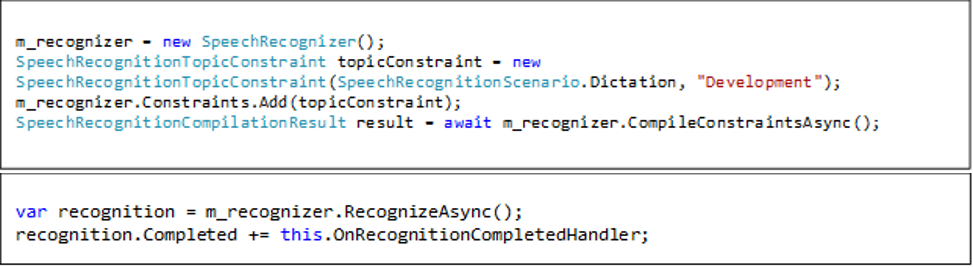 m_recognizer = new SpeechRecognizer();
SpeechRecognitionTopicConstraint topicConstraint = new
SpeechRecognitionTopicConstraint(SpeechRecognitionScenario.Dictation, "Development");
m_recognizer.Constraints.Add(topicConstraint);
SpeechRecognitionCompilationResult result = await m_recognizer.CompileConstraintsAsync();
var recognition = m_recognizer.RecognizeAsync();
recognition.Completed += this.OnRecognitionCompletedHandler;